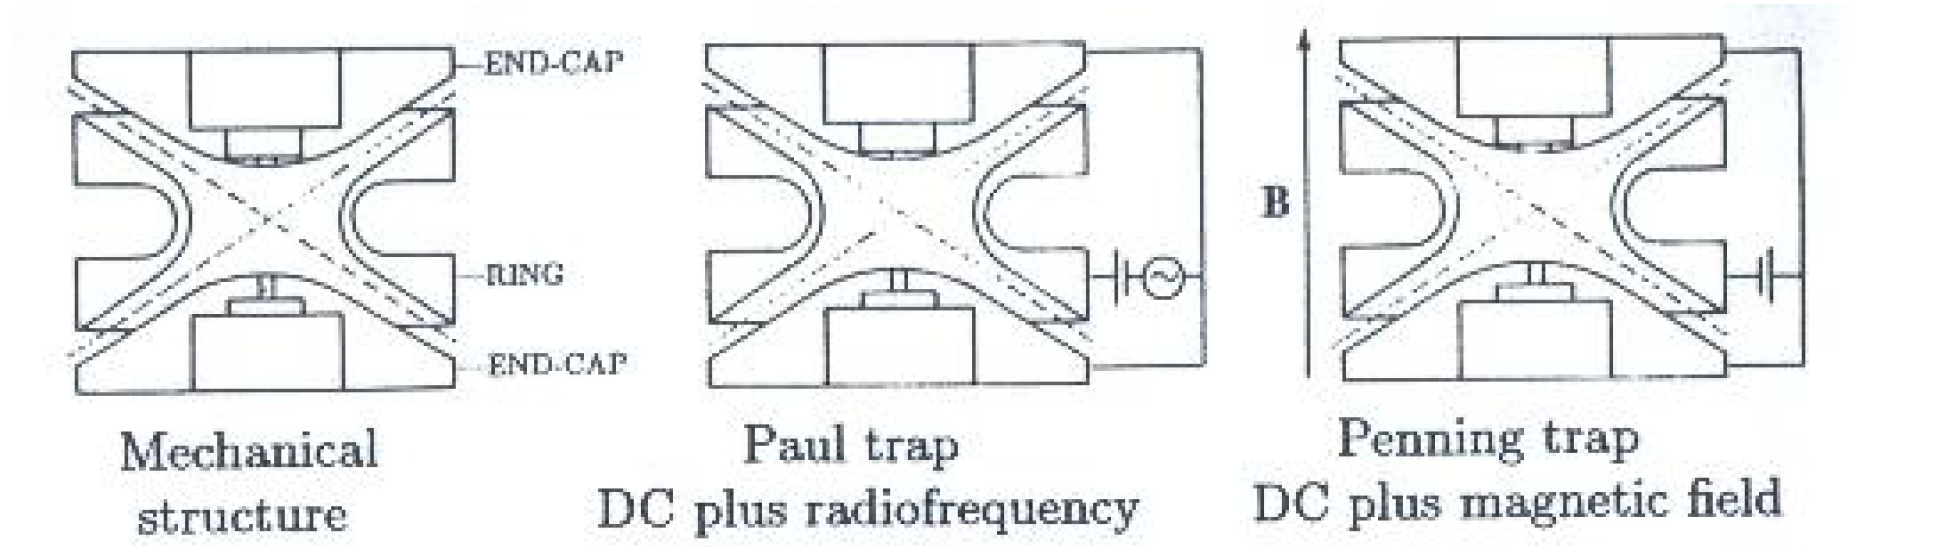 END-CAP
RING
END-CAP
Mechanical
structure
Paul trap
DC plus radiofrequency
B
Penning trap
DC plus magnetic field